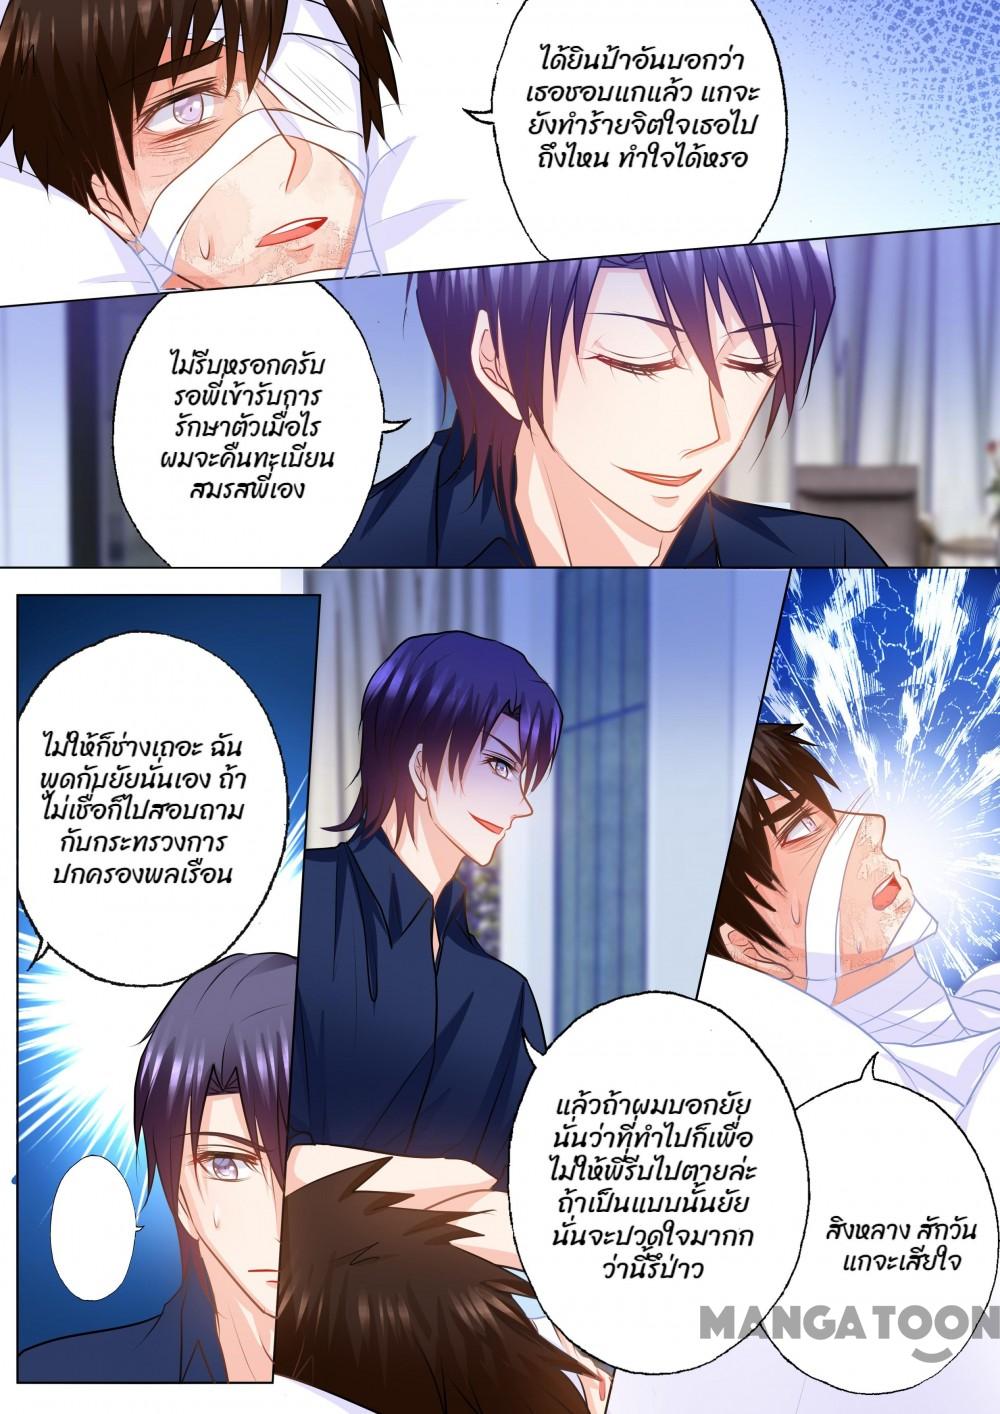 ได้ยินป้าอันบอกว่า
เธอชอบแกแล้ว แกจะ
ยังทำร้ายจิตใจเธอไป
ถึงไหน ทำใจได้หรอ
ไม่รีบหรอกครับ
รอพี่เข้ารับการ
รักษาตัวเมื่อไร
ผมจะคืนทะเบียน
สมรสพี่เอง
ไม่ให้ก็ช่างเถอะ ฉัน
พูดกับยัยนั่นเอง ถ้า
ไม่เชื่อก็ไปสอบถาม
กับกระทรวงการ
ปกครองพลเรือน
แล้วถ้าผมบอกยัย
นั่นว่าที่ทำไปก็เพื่อ
ไม่ให้พี่รีบไปตายล่ะ
ถ้าเป็นแบบนั้นยัย
นั่นจะปวดใจมากก
ว่านี้รึป่าว
สิงหลาง สักวัน
แกจะเสียใจ
MANGATOON